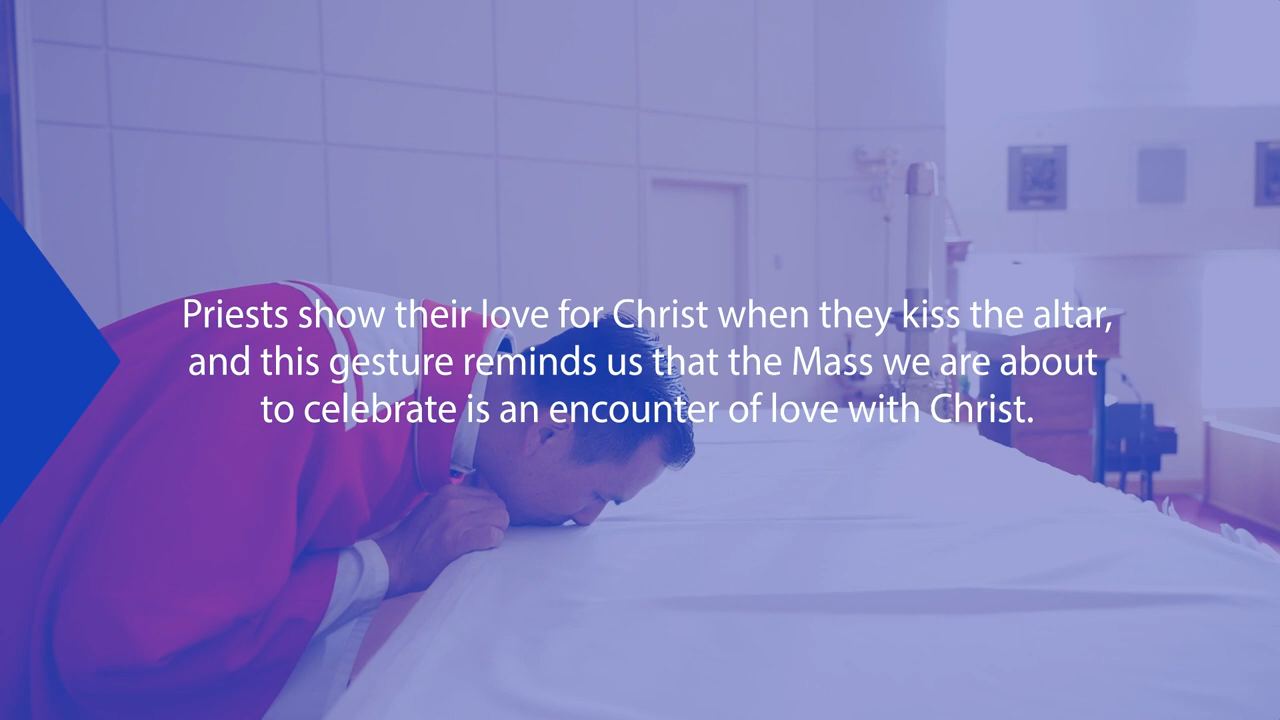 Priests show their love for Christ when they kiss the altar,
and this gesture reminds us that the Mass we are about
to celebrate is an encounter of love with Christ.